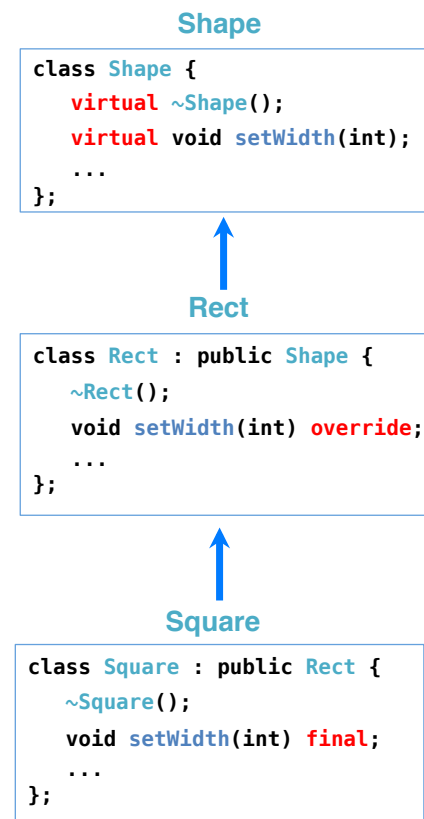 Shape
class Shape {
virtual ~Shape();
virtual void setWidth(int);
...
};
Rect
class Rect : public Shape {
~Rect();
void setWidth(int) override;
...
};
Square
class Square : public Rect {
~Square();
void setWidth(int) final;
...
};